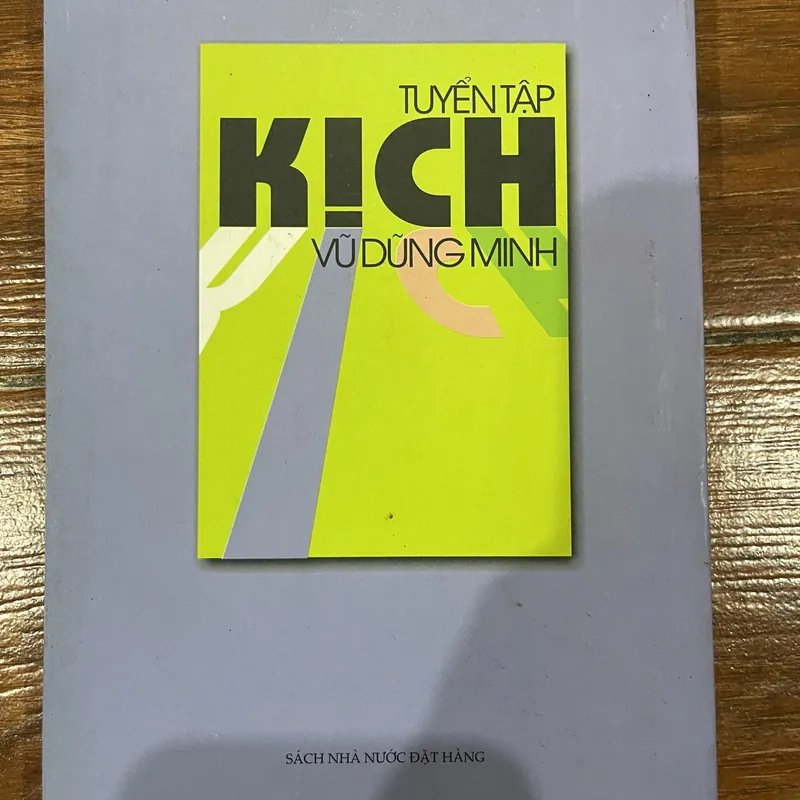 TUYỂN TẬP
KỊCH
VŨ DŨNG MINH
SÁCH NHÀ NƯỚC ĐẶT HÀNG